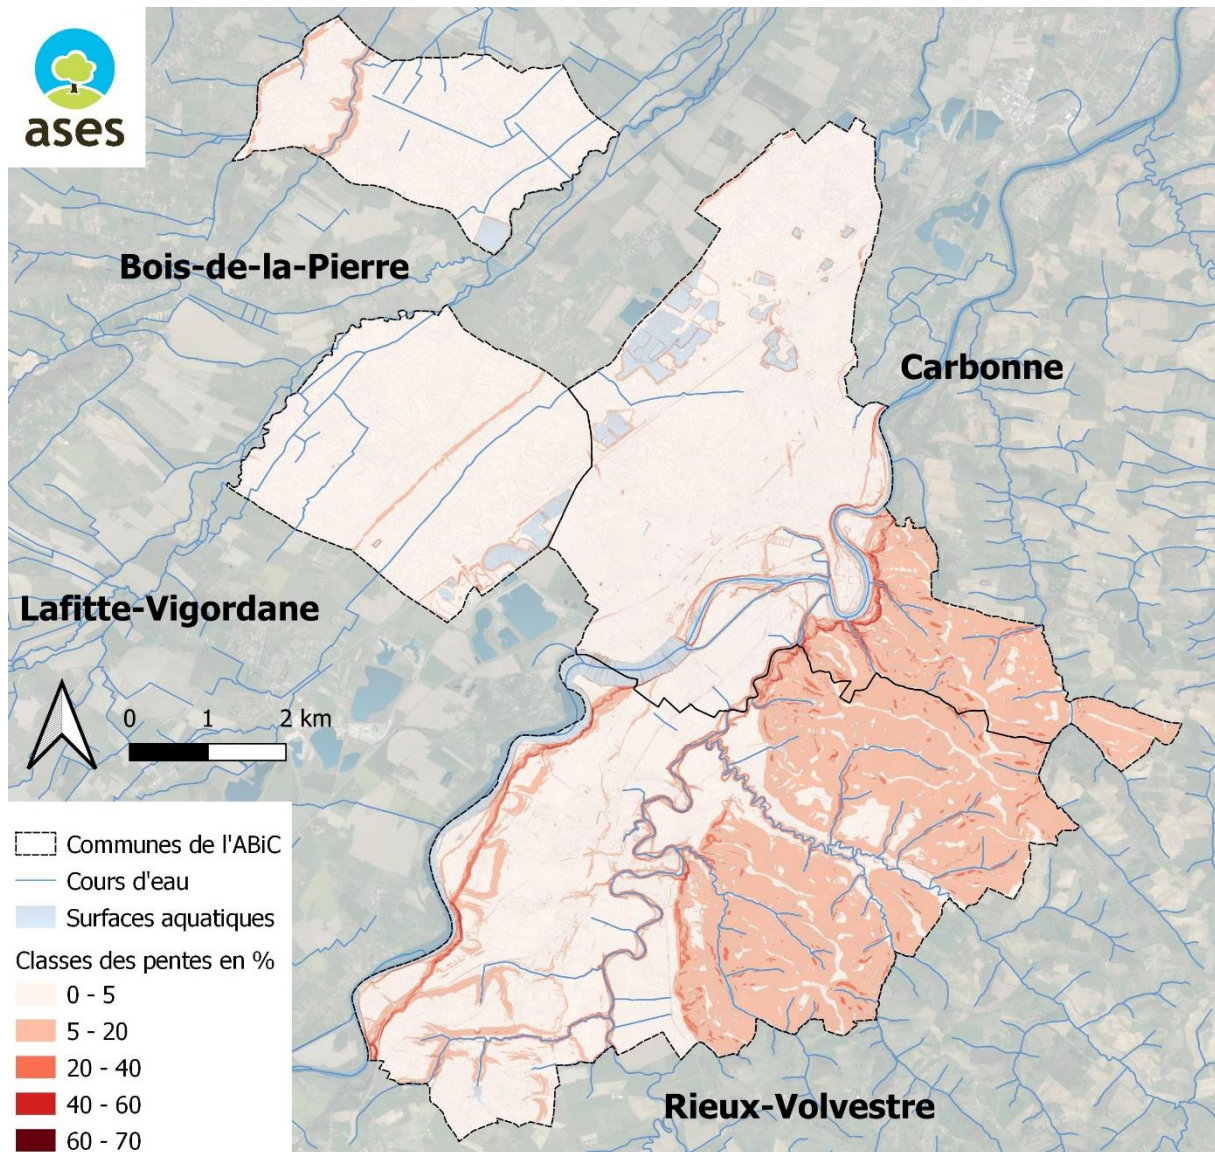 ases
Bois-de-la-Pierre
Carbonne
Lafitte-Vigordane
0 1 2 km
Communes de l'ABiC
Cours d'eau
Surfaces aquatiques
Classes des pentes en %
0 - 5
5 - 20
20 - 40
40 - 60
60 - 70
Rieux-Volvestre